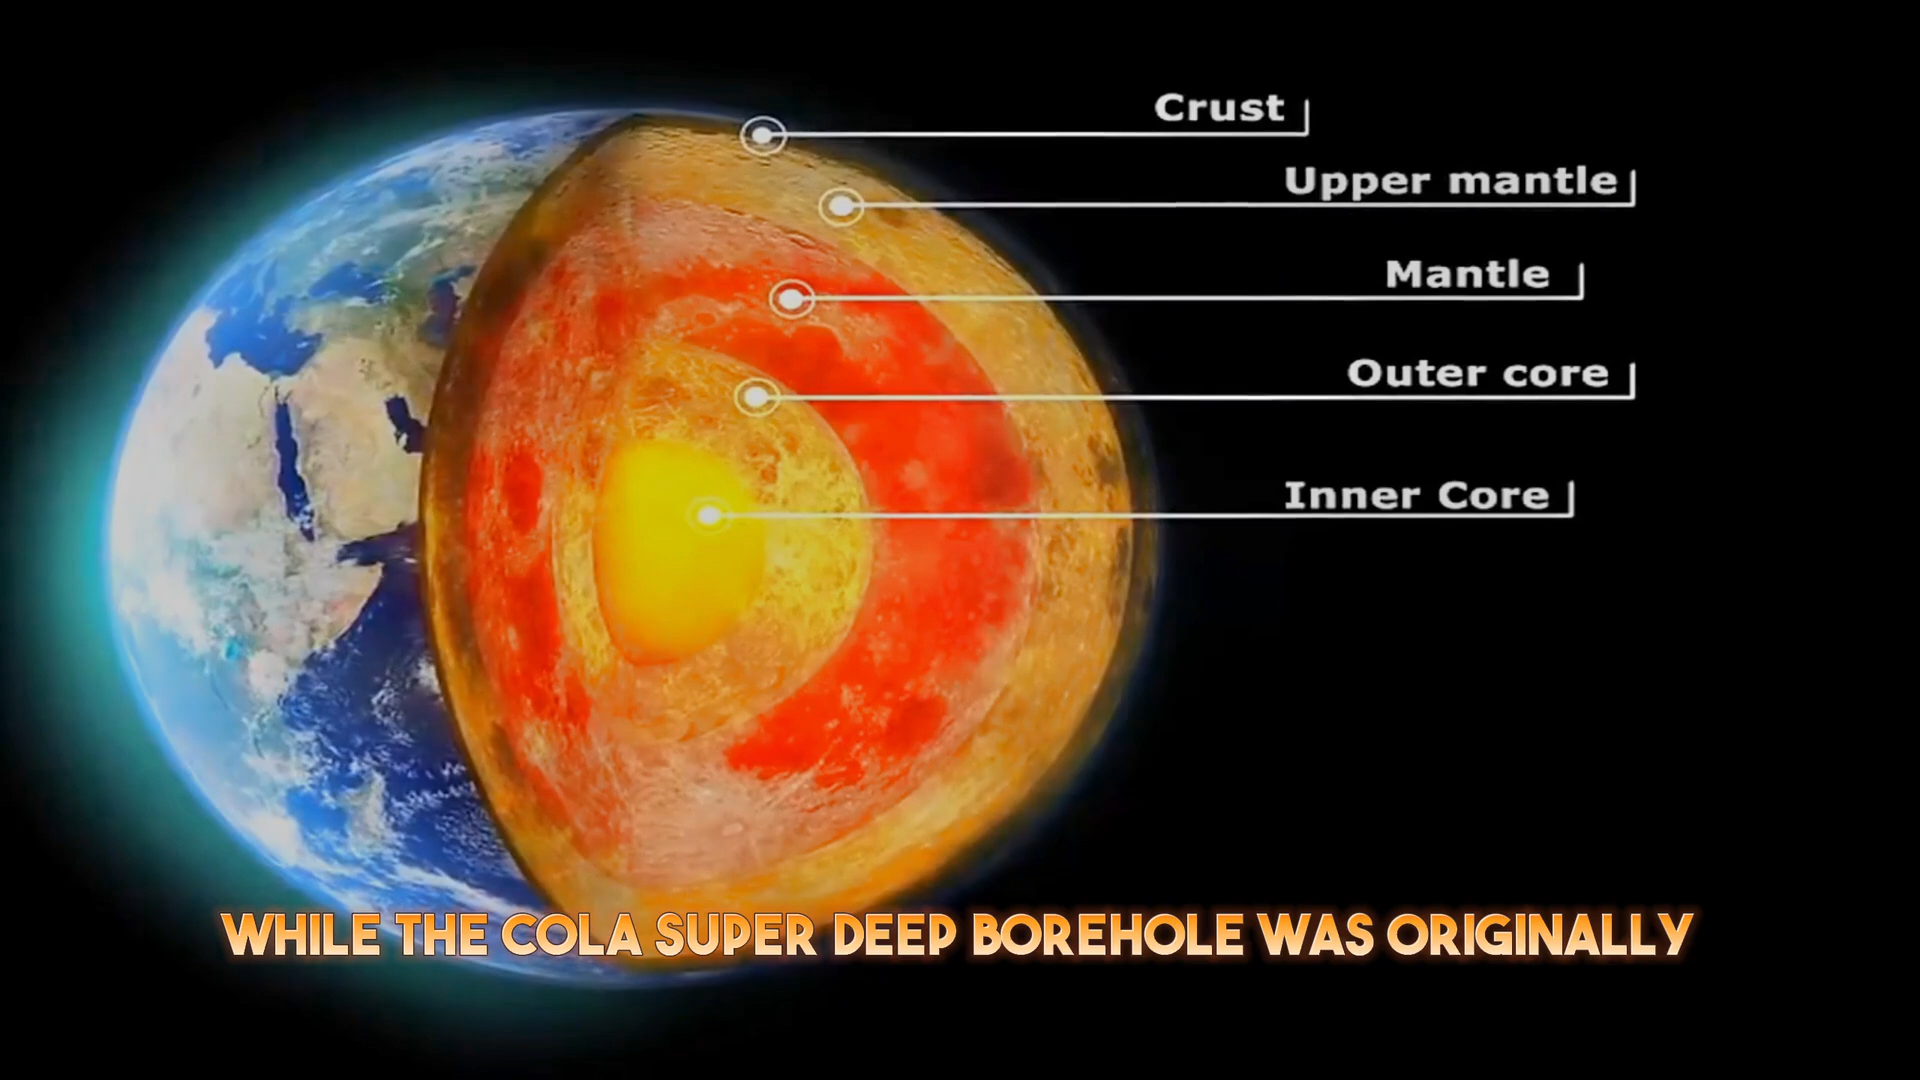 Crust
Upper mantle
Mantle
Outer core
Inner Core
WHILE THE COLA SUPER DEEP BOREHOLE WAS ORIGINALLY